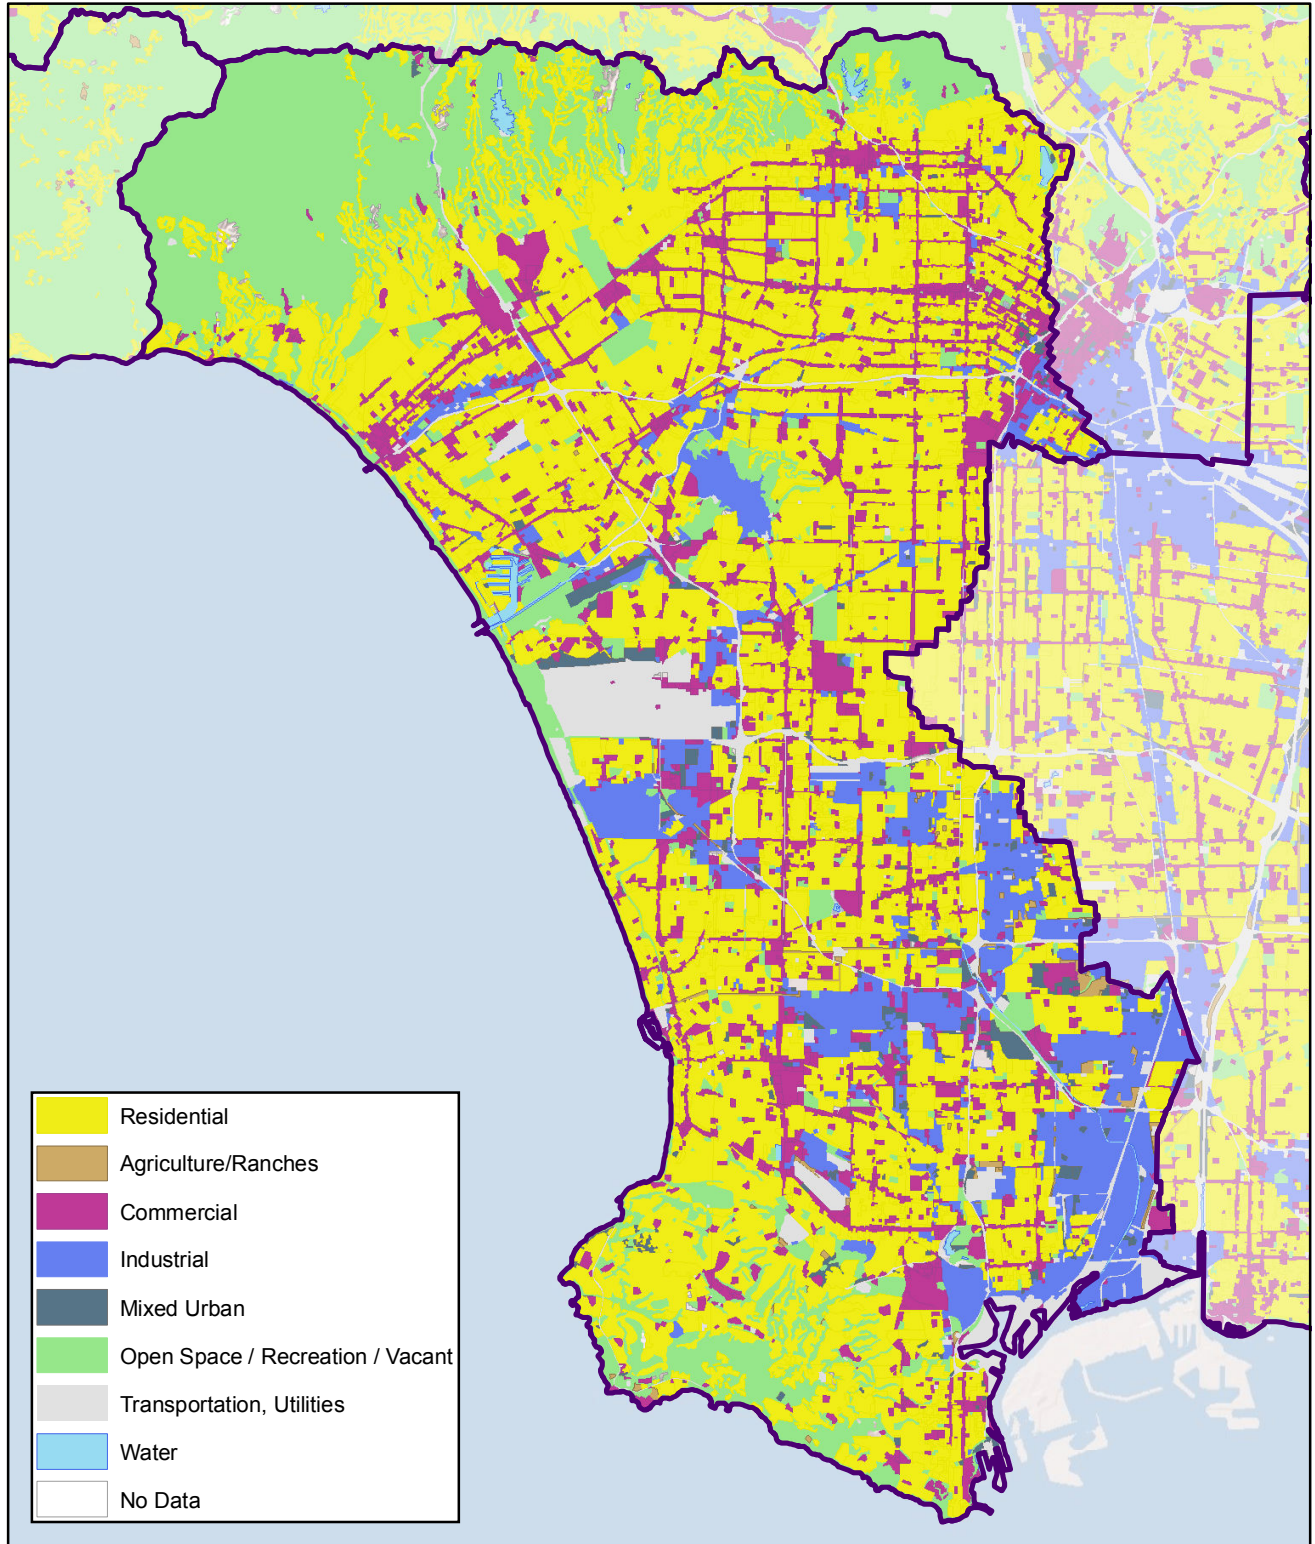 Residential
Agriculture/Ranches
Commercial
Industrial
Mixed Urban
Open Space / Recreation / Vacant
Transportation, Utilities
Water
No Data